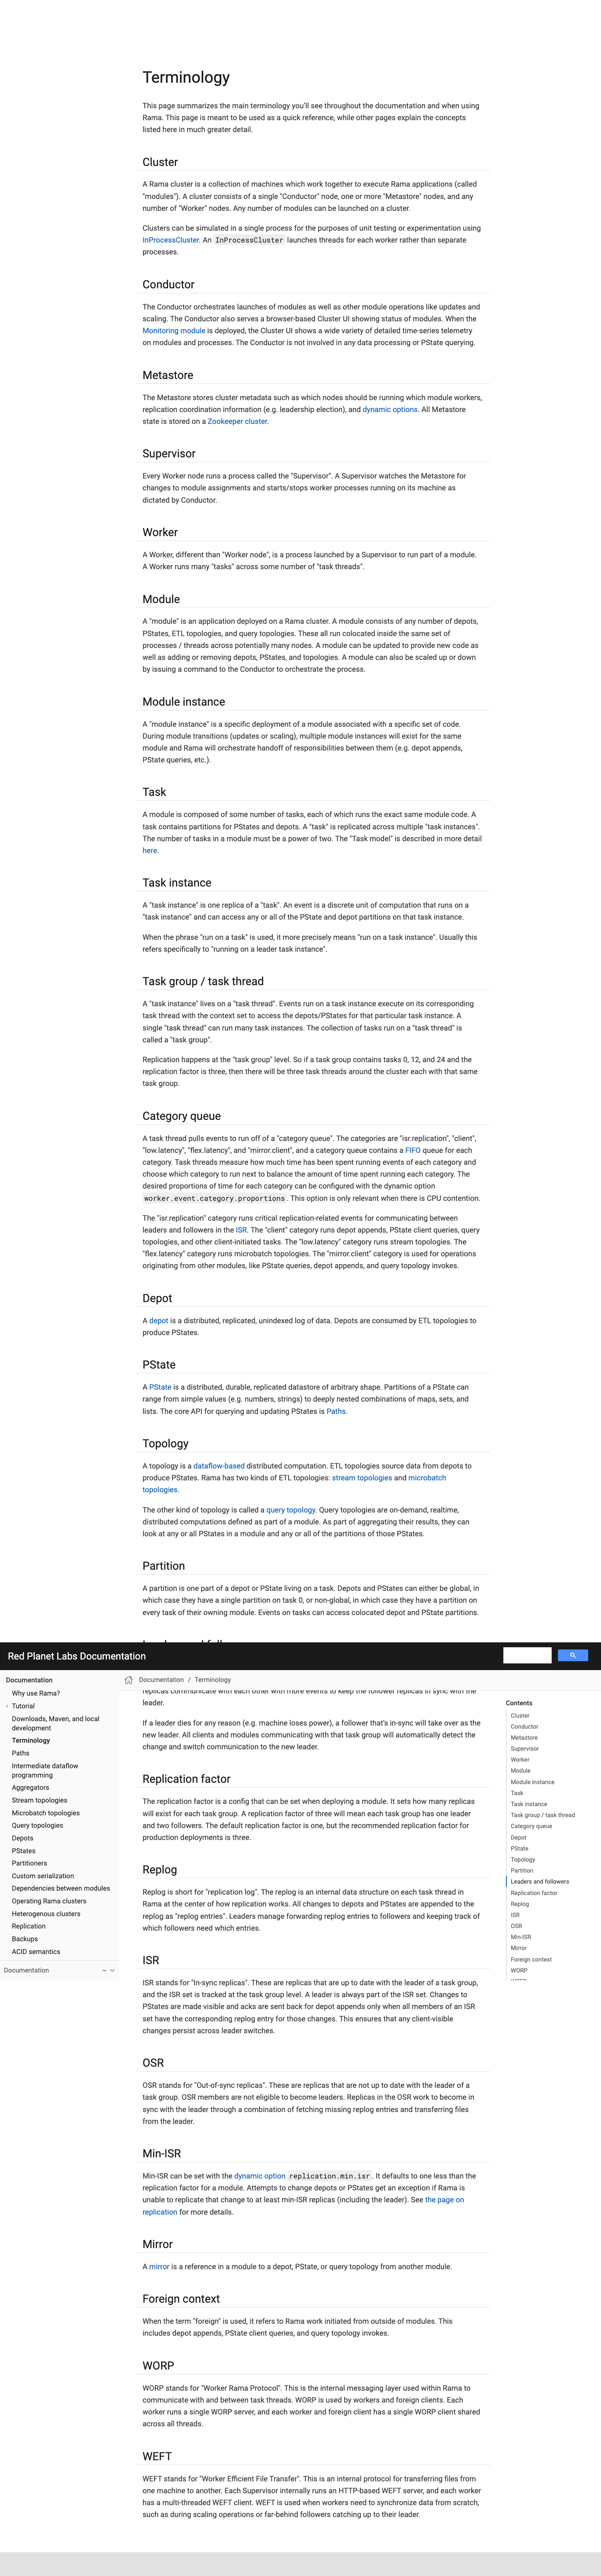 Terminology
This page summarizes the main terminology you'll see throughout the documentation and when using
Rama. This page is meant to be used as a quick reference, while other pages explain the concepts
listed here in much greater detail.
Cluster
A Rama cluster is a collection of machines which work together to execute Rama applications (called
"modules"). A cluster consists of a single "Conductor" node, one or more "Metastore" nodes, and any
number of "Worker" nodes. Any number of modules can be launched on a cluster.
Clusters can be simulated in a single process for the purposes of unit testing or experimentation using
InProcessCluster. An InProcessCluster launches threads for each worker rather than separate
processes.
Conductor
The Conductor orchestrates launches of modules as well as other module operations like updates and
scaling. The Conductor also serves a browser-based Cluster UI showing status of modules. When the
Monitoring module is deployed, the Cluster UI shows a wide variety of detailed time-series telemetry
on modules and processes. The Conductor is not involved in any data processing or PState querying.
Metastore
The Metastore stores cluster metadata such as which nodes should be running which module workers,
replication coordination information (e.g. leadership election), and dynamic options. All Metastore
state is stored on a Zookeeper cluster.
Supervisor
Every Worker node runs a process called the "Supervisor". A Supervisor watches the Metastore for
changes to module assignments and starts/stops worker processes running on its machine as
dictated by Conductor.
Worker
A Worker, different than "Worker node", is a process launched by a Supervisor to run part of a module.
A Worker runs many "tasks" across some number of "task threads".
Module
A "module" is an application deployed on a Rama cluster. A module consists of any number of depots,
PStates, ETL topologies, and query topologies. These all run colocated inside the same set of
processes / threads across potentially many nodes. A module can be updated to provide new code as
well as adding or removing depots, PStates, and topologies. A module can also be scaled up or down
by issuing a command to the Conductor to orchestrate the process.
Module instance
A "module instance" is a specific deployment of a module associated with a specific set of code.
During module transitions (updates or scaling), multiple module instances will exist for the same
module and Rama will orchestrate handoff of responsibilities between them (e.g. depot appends,
PState queries, etc.).
Task
A module is composed of some number of tasks, each of which runs the exact same module code. A
task contains partitions for PStates and depots. A "task" is replicated across multiple "task instances".
The number of tasks in a module must be a power of two. The "Task model" is described in more detail
here.
Task instance
A "task instance" is one replica of a "task". An event is a discrete unit of computation that runs on a
"task instance" and can access any or all of the PState and depot partitions on that task instance.
When the phrase "run on a task" is used, it more precisely means "run on a task instance". Usually this
refers specifically to "running on a leader task instance".
Task group / task thread
A "task instance" lives on a "task thread". Events run on a task instance execute on its corresponding
task thread with the context set to access the depots/PStates for that particular task instance. A
single "task thread" can run many task instances. The collection of tasks run on a "task thread" is
called a "task group".
Replication happens at the "task group" level. So if a task group contains tasks 0, 12, and 24 and the
replication factor is three, then there will be three task threads around the cluster each with that same
task group.
Category queue
A task thread pulls events to run off of a "category queue". The categories are "isr.replication", "client",
"low.latency", "flex.latency", and "mirror.client", and a category queue contains a FIFO queue for each
category. Task threads measure how much time has been spent running events of each category and
choose which category to run next to balance the amount of time spent running each category. The
desired proportions of time for each category can be configured with the dynamic option
worker.event.category.proportions. This option is only relevant when there is CPU contention.
The "isr.replication" category runs critical replication-related events for communicating between
leaders and followers in the ISR. The "client" category runs depot appends, PState client queries, query
topologies, and other client-initiated tasks. The "low.latency" category runs stream topologies. The
"flex.latency" category runs microbatch topologies. The "mirror.client" category is used for operations
originating from other modules, like PState queries, depot appends, and query topology invokes.
Depot
A depot is a distributed, replicated, unindexed log of data. Depots are consumed by ETL topologies to
produce PStates.
PState
A PState is a distributed, durable, replicated datastore of arbitrary shape. Partitions of a PState can
range from simple values (e.g. numbers, strings) to deeply nested combinations of maps, sets, and
lists. The core API for querying and updating PStates is Paths.
Topology
A topology is a dataflow-based distributed computation. ETL topologies source data from depots to
produce PStates. Rama has two kinds of ETL topologies: stream topologies and microbatch
topologies.
The other kind of topology is called a query topology. Query topologies are on-demand, realtime,
distributed computations defined as part of a module. As part of aggregating their results, they can
look at any or all PStates in a module and any or all of the partitions of those PStates.
Partition
A partition is one part of a depot or PState living on a task. Depots and PStates can either be global, in
which case they have a single partition on task 0, or non-global, in which case they have a partition on
every task of their owning module. Events on tasks can access colocated depot and PState partitions.
Red Planet Labs Documentation
Documentation
Why use Rama?
Tutorial
Downloads, Maven, and local
development
Terminology
Paths
Intermediate dataflow
programming
Aggregators
Stream topologies
Microbatch topologies
Query topologies
Depots
PStates
Partitioners
Custom serialization
Dependencies between modules
Operating Rama clusters
Heterogenous clusters
Replication
Backups
ACID semantics
Documentation
Documentation / Terminology
replicas communicate with each other with more events to keep the follower replicas in sync with the
leader.
If a leader dies for any reason (e.g. machine loses power), a follower that's in-sync will take over as the
new leader. All clients and modules communicating with that task group will automatically detect the
change and switch communication to the new leader.
Replication factor
The replication factor is a config that can be set when deploying a module. It sets how many replicas
will exist for each task group. A replication factor of three will mean each task group has one leader
and two followers. The default replication factor is one, but the recommended replication factor for
production deployments is three.
Replog
Replog is short for "replication log". The replog is an internal data structure on each task thread in
Rama at the center of how replication works. All changes to depots and PStates are appended to the
replog as "replog entries". Leaders manage forwarding replog entries to followers and keeping track of
which followers need which entries.
ISR
ISR stands for "In-sync replicas". These are replicas that are up to date with the leader of a task group,
and the ISR set is tracked at the task group level. A leader is always part of the ISR set. Changes to
PStates are made visible and acks are sent back for depot appends only when all members of an ISR
set have the corresponding replog entry for those changes. This ensures that any client-visible
changes persist across leader switches.
OSR
OSR stands for "Out-of-sync replicas". These are replicas that are not up to date with the leader of a
task group. OSR members are not eligible to become leaders. Replicas in the OSR work to become in
sync with the leader through a combination of fetching missing replog entries and transferring files
from the leader.
Min-ISR
Min-ISR can be set with the dynamic option replication.min.isr. It defaults to one less than the
replication factor for a module. Attempts to change depots or PStates get an exception if Rama is
unable to replicate that change to at least min-ISR replicas (including the leader). See the page on
replication for more details.
Mirror
A mirror is a reference in a module to a depot, PState, or query topology from another module.
Foreign context
When the term "foreign" is used, it refers to Rama work initiated from outside of modules. This
includes depot appends, PState client queries, and query topology invokes.
WORP
WORP stands for "Worker Rama Protocol". This is the internal messaging layer used within Rama to
communicate with and between task threads. WORP is used by workers and foreign clients. Each
worker runs a single WORP server, and each worker and foreign client has a single WORP client shared
across all threads.
WEFT
WEFT stands for "Worker Efficient File Transfer". This is an internal protocol for transferring files from
one machine to another. Each Supervisor internally runs an HTTP-based WEFT server, and each worker
has a multi-threaded WEFT client. WEFT is used when workers need to synchronize data from scratch,
such as during scaling operations or far-behind followers catching up to their leader.
Contents
Cluster
Conductor
Metastore
Supervisor
Worker
Module
Module instance
Task
Task instance
Task group / task thread
Category queue
Depot
PState
Topology
Partition
Leaders and followers
Replication factor
Replog
ISR
OSR
Min-ISR
Mirror
Foreign context
WORP